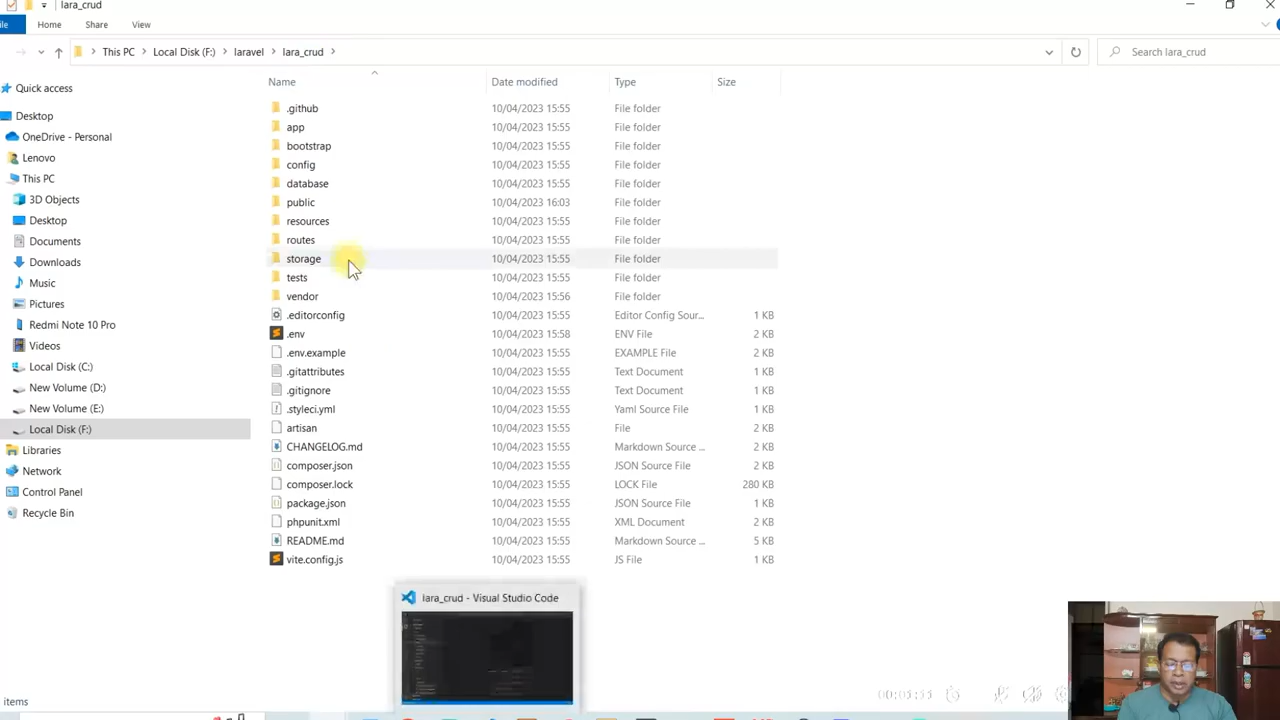 lara_crud
ile
Home
Share
View
This PC
Local Disk (F:)
laravel
lara_crud
Search lara_crud
Name
Date modified
Type
Size
Quick access
Desktop
OneDrive - Personal
Lenovo
This PC
3D Objects
Desktop
Documents
Downloads
Music
Pictures
Redmi Note 10 Pro
Videos
Local Disk (C:)
New Volume (D:)
New Volume (E:)
Local Disk (F:)
Libraries
Network
Control Panel
Recycle Bin
.github 10/04/2023 15:55 File folder
app 10/04/2023 15:55 File folder
bootstrap 10/04/2023 15:55 File folder
config 10/04/2023 15:55 File folder
database 10/04/2023 15:55 File folder
public 10/04/2023 16:03 File folder
resources 10/04/2023 15:55 File folder
routes 10/04/2023 15:55 File folder
storage 10/04/2023 15:55 File folder
tests 10/04/2023 15:55 File folder
vendor 10/04/2023 15:56 File folder
.editorconfig 10/04/2023 15:55 Editor Config Sour... 1 KB
.env 10/04/2023 15:58 ENV File 2 KB
.env.example 10/04/2023 15:55 EXAMPLE File 2 KB
.gitattributes 10/04/2023 15:55 Text Document 1 KB
.gitignore 10/04/2023 15:55 Text Document 1 KB
.styleci.yml 10/04/2023 15:55 Yaml Source File 1 KB
artisan 10/04/2023 15:55 File 2 KB
CHANGELOG.md 10/04/2023 15:55 Markdown Source ... 2 KB
composer.json 10/04/2023 15:55 JSON Source File 2 KB
composer.lock 10/04/2023 15:55 LOCK File 280 KB
package.json 10/04/2023 15:55 JSON Source File 1 KB
phpunit.xml 10/04/2023 15:55 XML Document 2 KB
README.md 10/04/2023 15:55 Markdown Source ... 5 KB
vite.config.js 10/04/2023 15:55 JS File 1 KB
lara_crud - Visual Studio Code
items